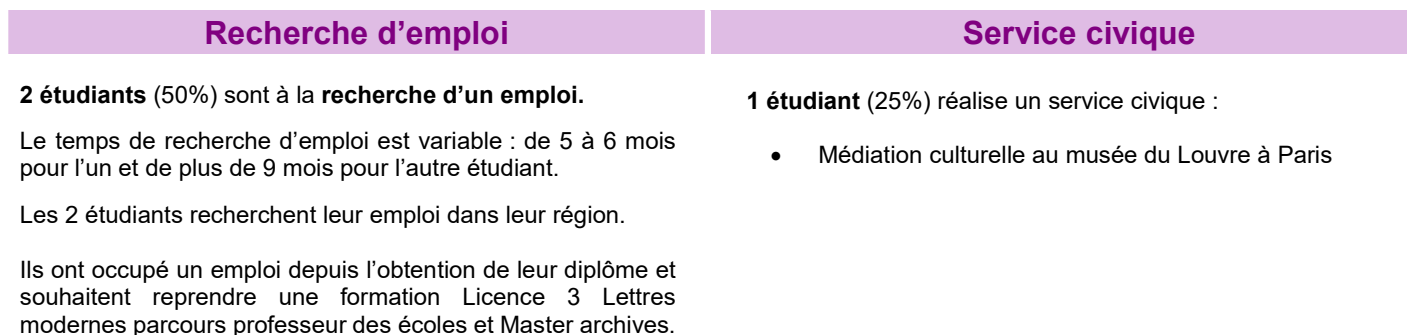 Recherche d’emploi
2 étudiants (50%) sont à la recherche d’un emploi.
Le temps de recherche d’emploi est variable : de 5 à 6 mois
pour l’un et de plus de 9 mois pour l’autre étudiant.
Les 2 étudiants recherchent leur emploi dans leur région.
Ils ont occupé un emploi depuis l’obtention de leur diplôme et
souhaitent reprendre une formation Licence 3 Lettres
modernes parcours professeur des écoles et Master archives.
Service civique
1 étudiant (25%) réalise un service civique :
• Médiation culturelle au musée du Louvre à Paris